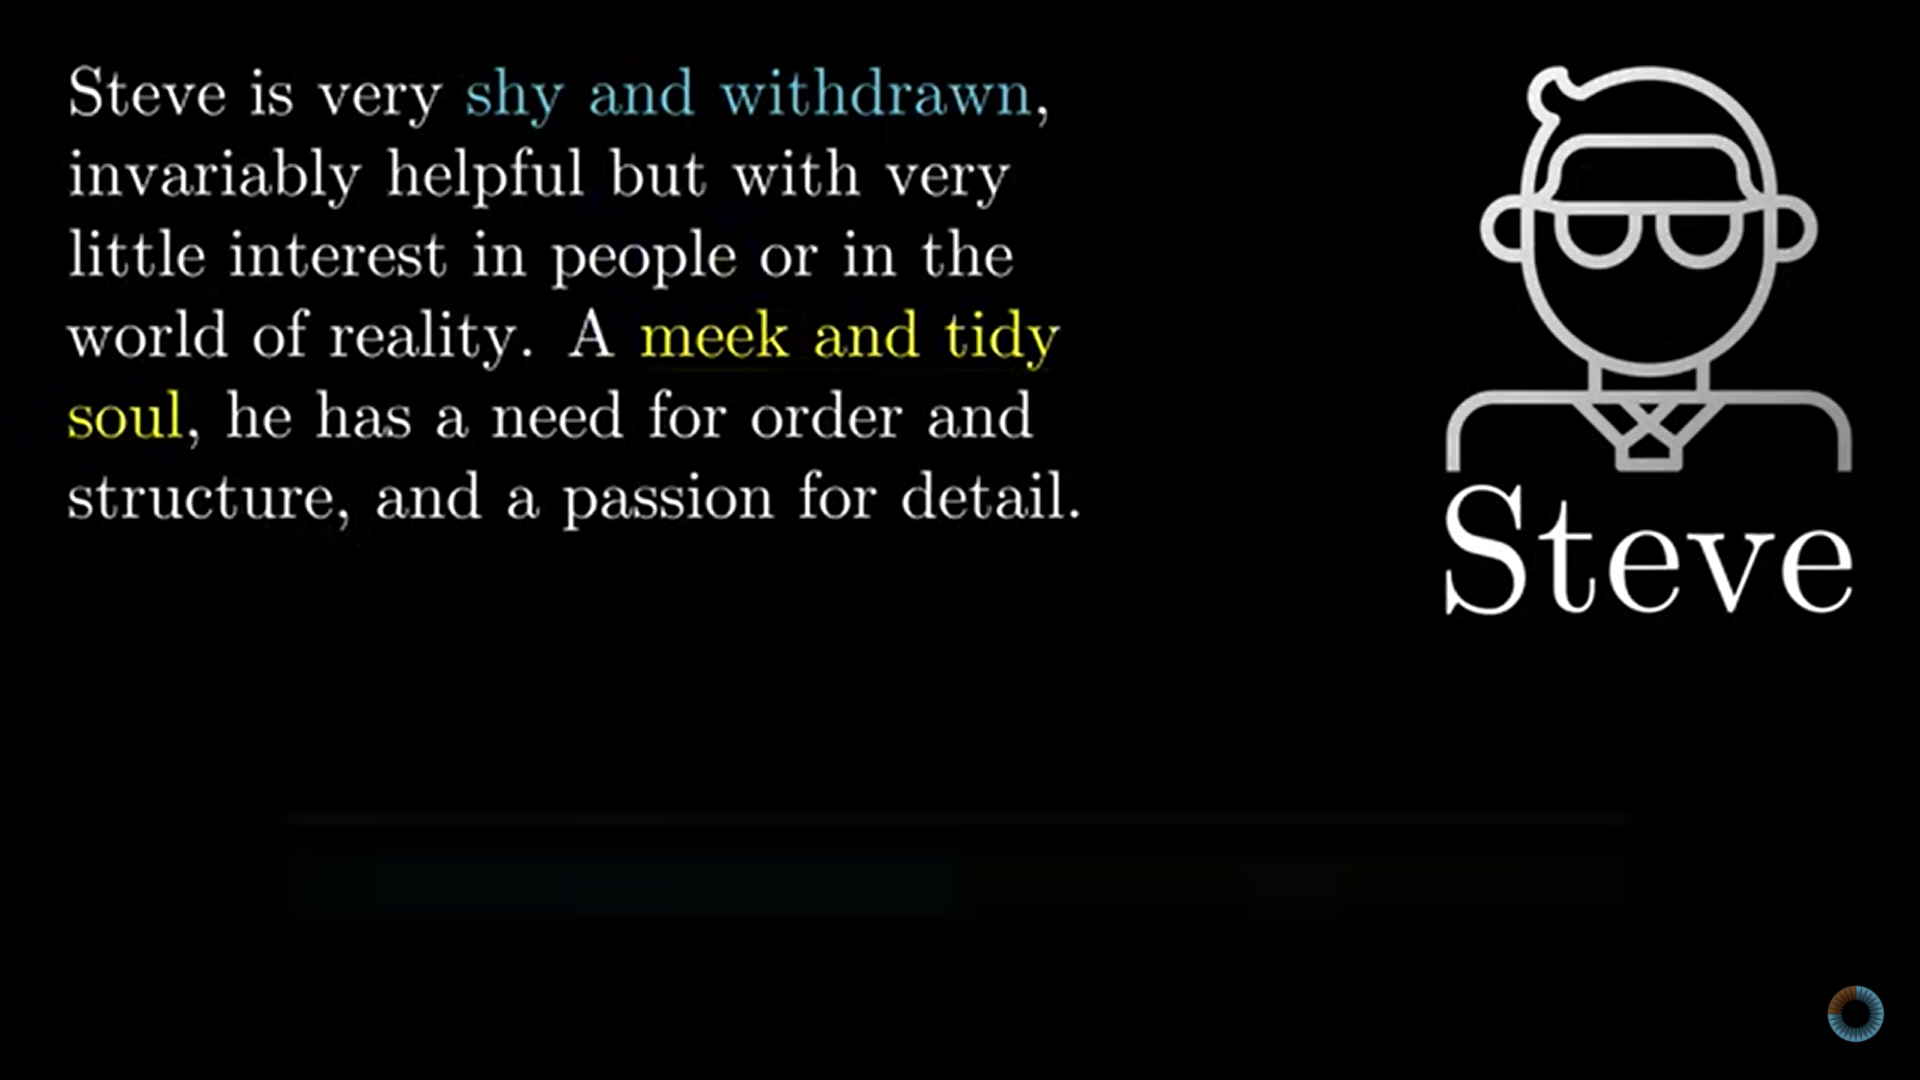 Steve is very shy and withdrawn,
invariably helpful but with very
little interest in people or in the
world of reality. A meek and tidy
soul, he has a need for order and
structure, and a passion for detail.
Steve